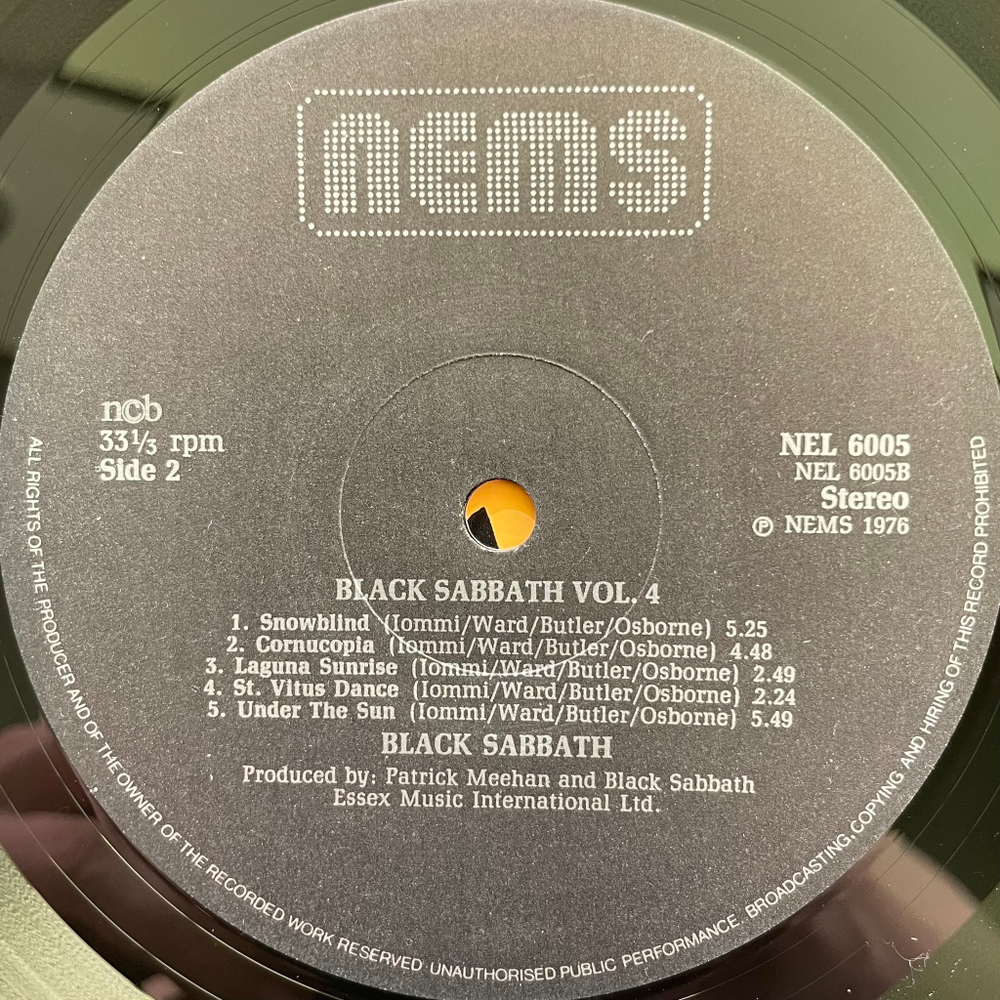 nems
ncb
33⅓ rpm
Side 2
NEL 6005
NEL 6005B
Stereo
Ⓟ NEMS 1976
BLACK SABBATH VOL. 4
1. Snowblind (Iommi/Ward/Butler/Osborne) 5.25
2. Cornucopia (Iommi/Ward/Butler/Osborne) 4.48
3. Laguna Sunrise (Iommi/Ward/Butler/Osborne) 2.49
4. St. Vitus Dance (Iommi/Ward/Butler/Osborne) 2.24
5. Under The Sun (Iommi/Ward/Butler/Osborne) 5.49
BLACK SABBATH
Produced by: Patrick Meehan and Black Sabbath
Essex Music International Ltd.
ALL RIGHTS OF THE PRODUCER AND OF THE OWNER OF THE RECORDED WORK RESERVED UNAUTHORISED PUBLIC PERFORMANCE, BROADCASTING, COPYING AND HIRING OF THIS RECORD PROHIBITED